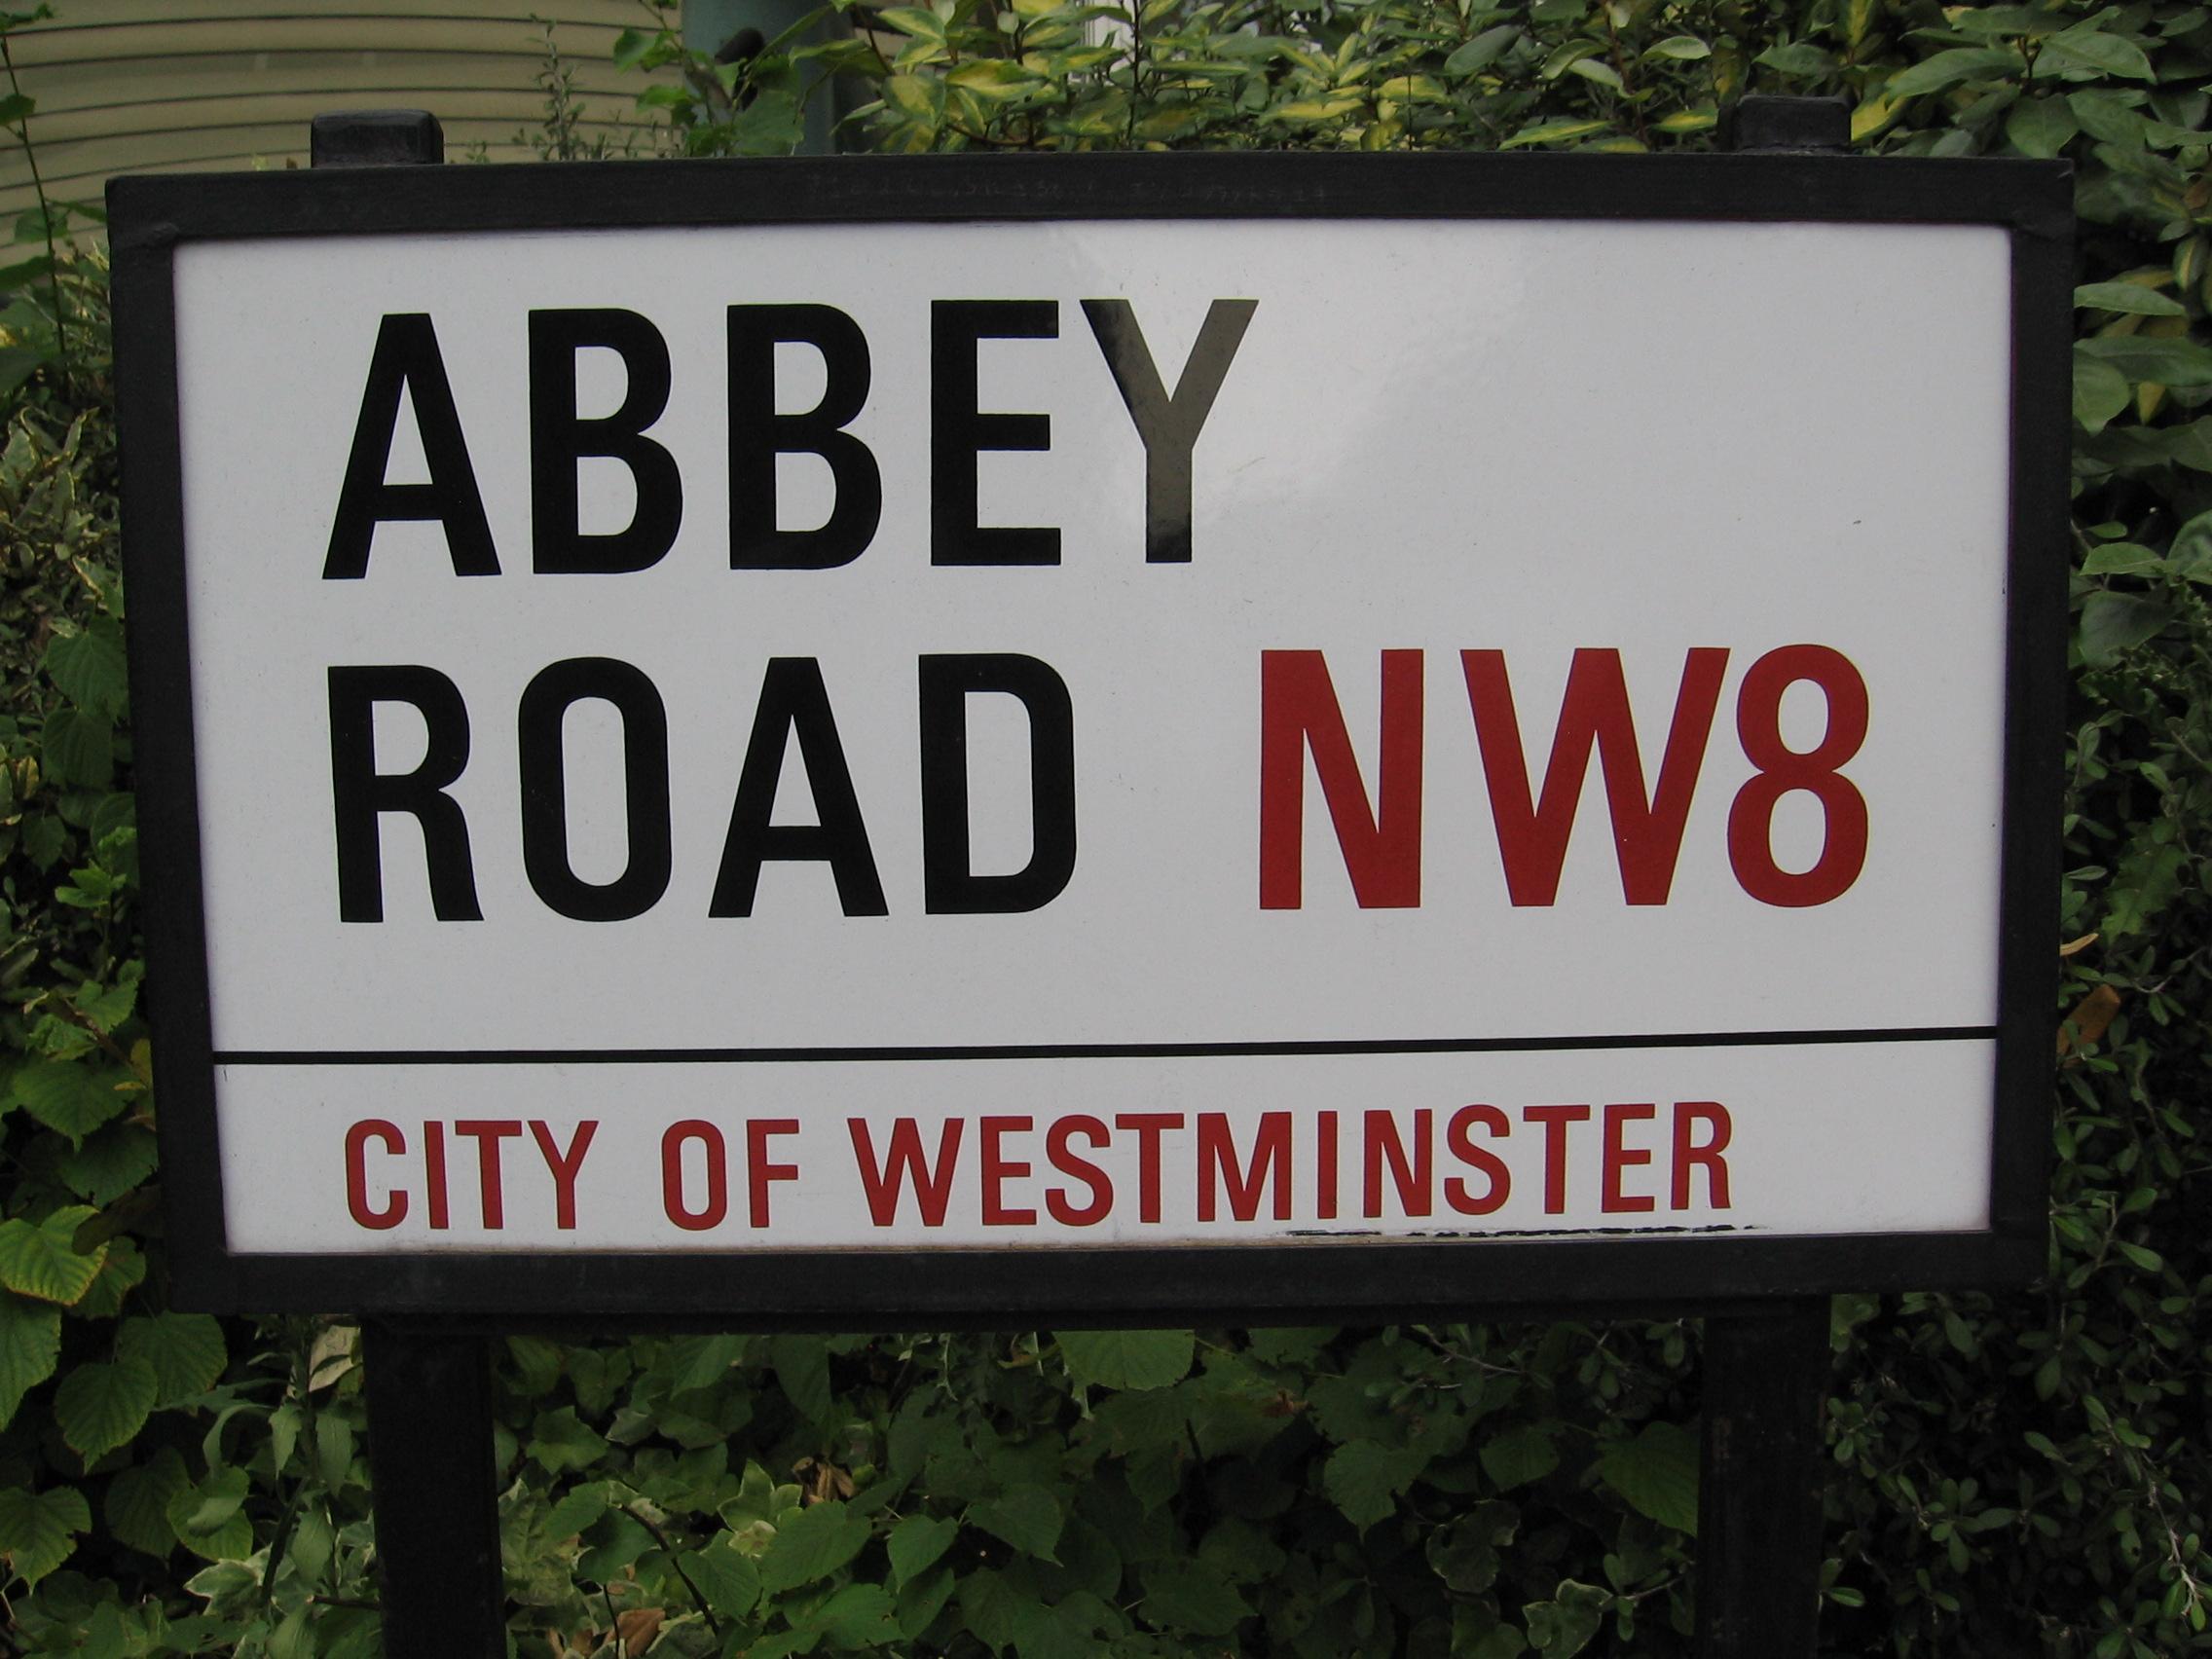 ABBEY
ROAD NW8
CITY OF WESTMINSTER